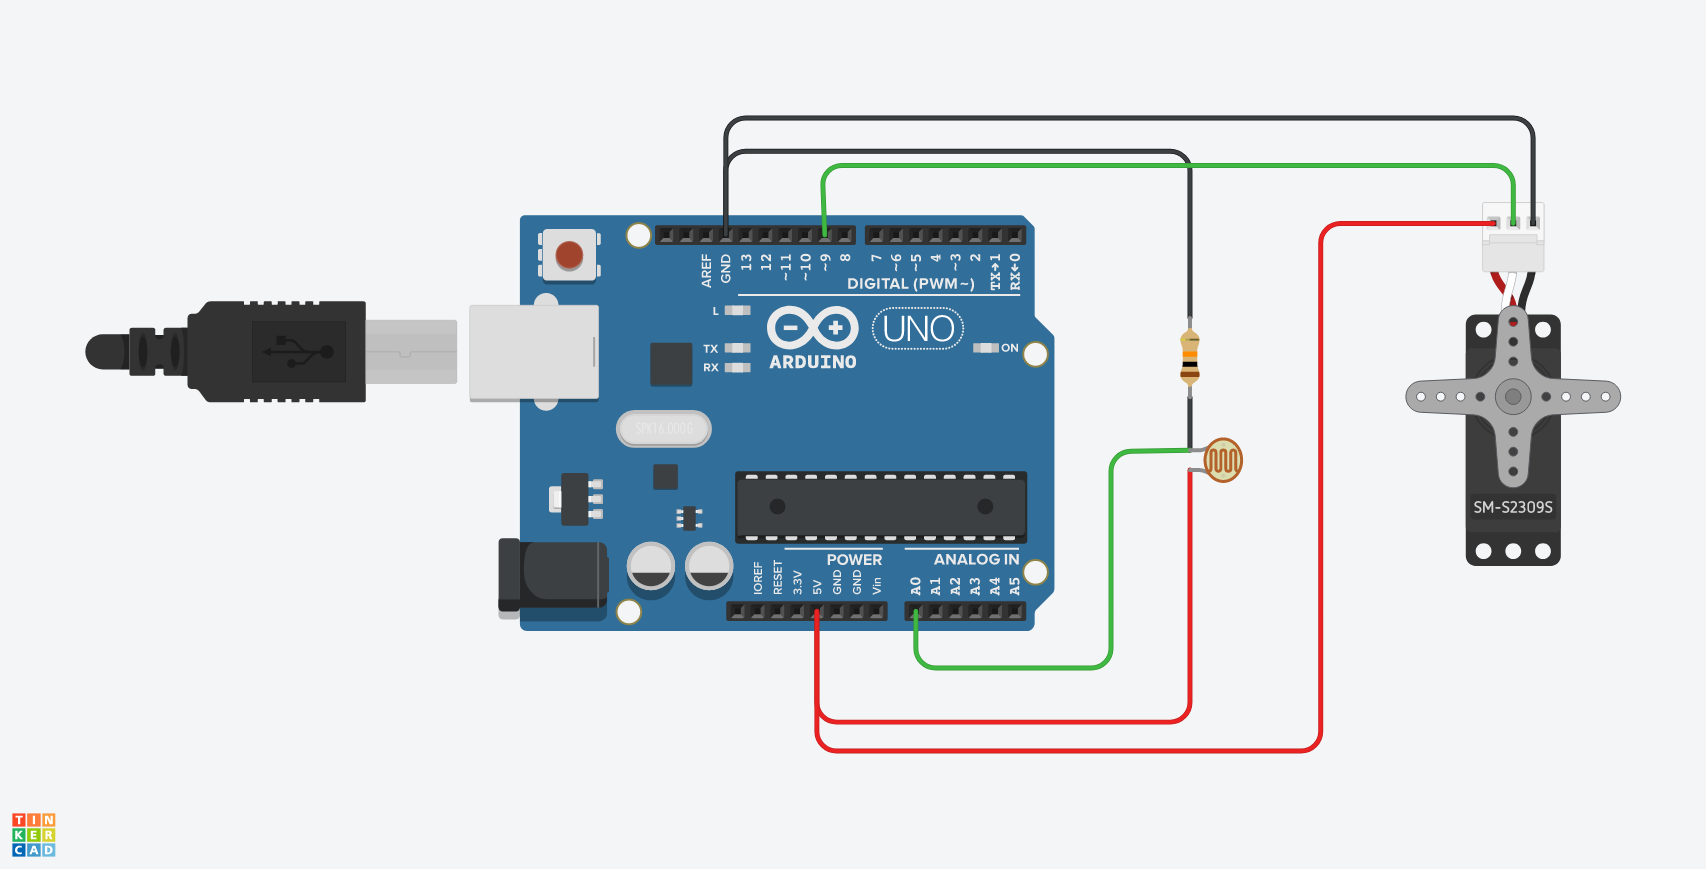 AREF
GND
13
12
~11
~10
~9
8
7
~6
~5
4
~3
2
TX→1
RX←0
DIGITAL (PWM~)
L
TX
RX
UNO
ARDUINO
ON
SPK16.000G
POWER
ANALOG IN
IOREF
RESET
3.3V
5V
GND
GND
Vin
A0
A1
A2
A3
A4
A5
SM-S2309S
TIN
KER
CAD